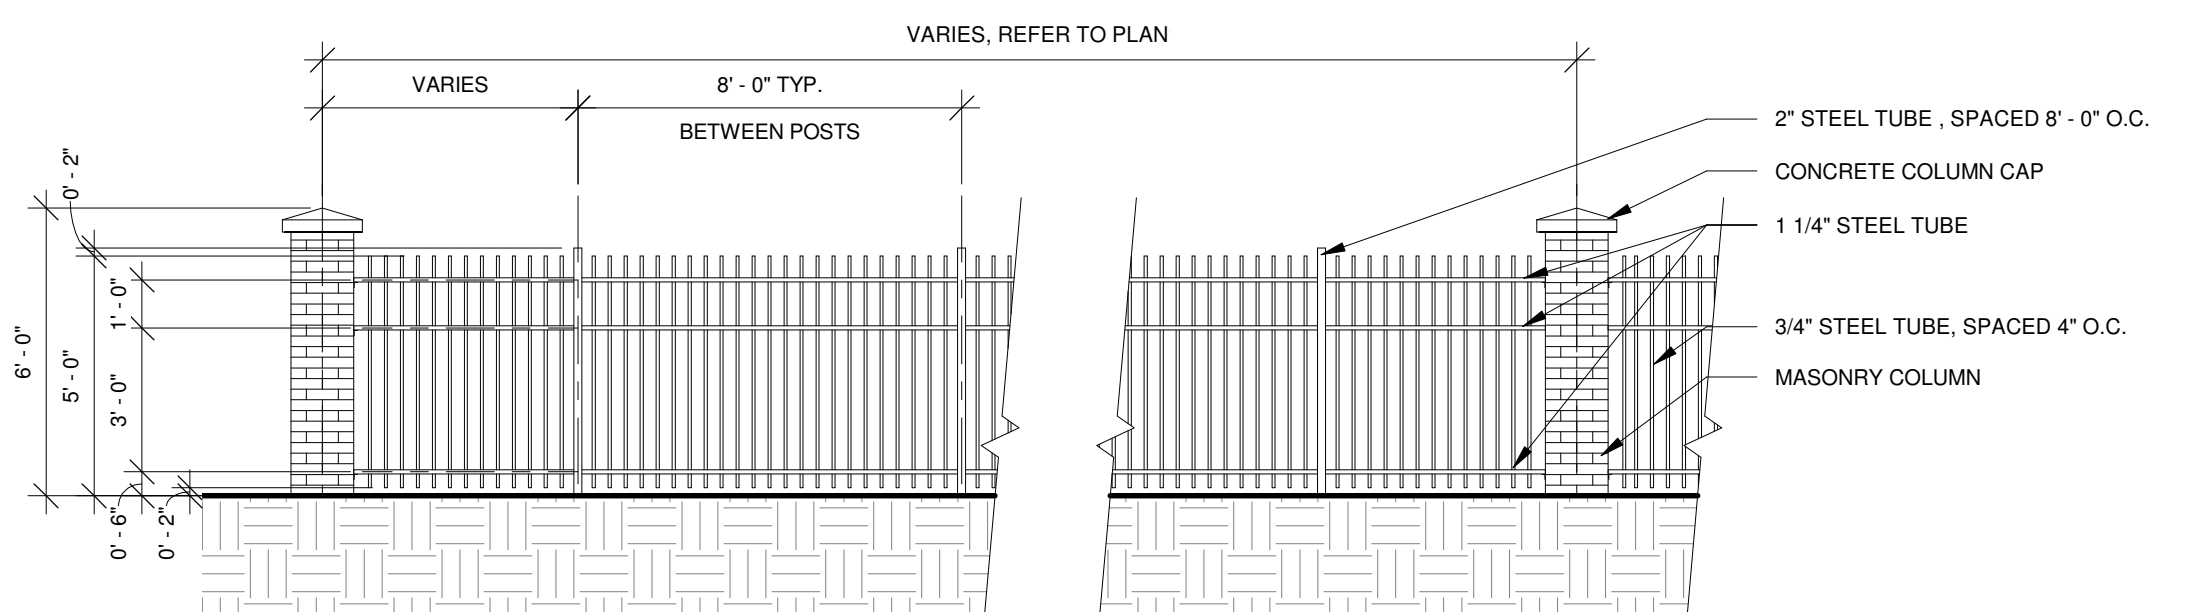 VARIES, REFER TO PLAN
VARIES
8' - 0" TYP.
BETWEEN POSTS
2" STEEL TUBE , SPACED 8' - 0" O.C.
CONCRETE COLUMN CAP
1 1/4" STEEL TUBE
3/4" STEEL TUBE, SPACED 4" O.C.
MASONRY COLUMN
0' - 2"
6' - 0"
5' - 0"
1' - 0"
3' - 0"
0' - 6"
0' - 2"